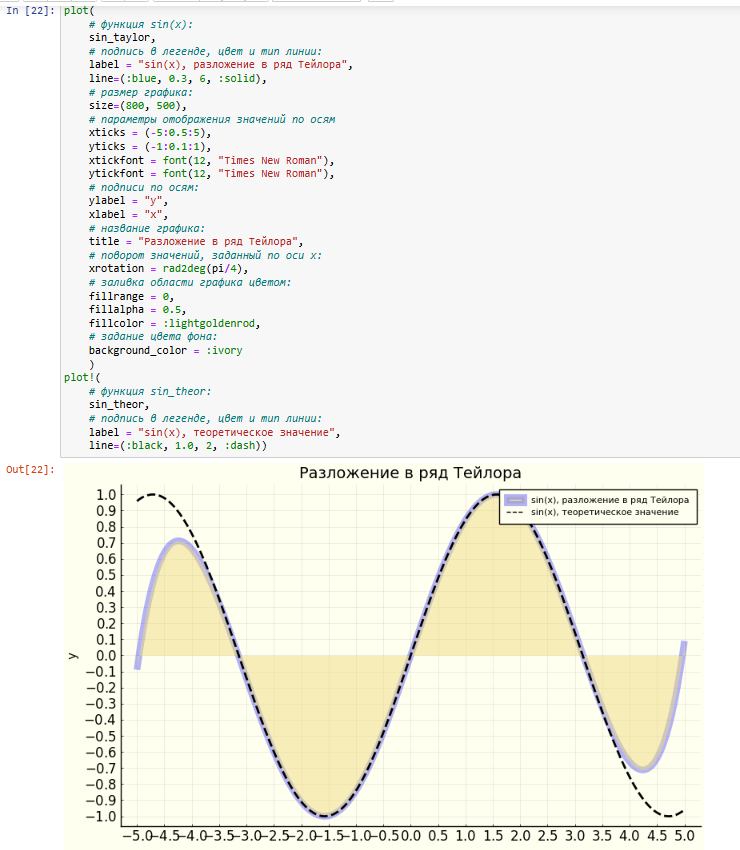 In [22]: plot(
# функция sin(x):
sin_taylor,
# подпись в легенде, цвет и тип линии:
label = "sin(x), разложение в ряд Тейлора",
line=(:blue, 0.3, 6, :solid),
# размер графика:
size=(800, 500),
# параметры отображения значений по осям
xticks = (-5:0.5:5),
yticks = (-1:0.1:1),
xtickfont = font(12, "Times New Roman"),
ytickfont = font(12, "Times New Roman"),
# подписи по осям:
ylabel = "y",
xlabel = "x",
# название графика:
title = "Разложение в ряд Тейлора",
# поворот значений, заданный по оси x:
xrotation = rad2deg(pi/4),
# заливка области графика цветом:
fillrange = 0,
fillalpha = 0.5,
fillcolor = :lightgoldenrod,
# задание цвета фона:
background_color = :ivory
)
plot!(
# функция sin_theor:
sin_theor,
# подпись в легенде, цвет и тип линии:
label = "sin(x), теоретическое значение",
line=(:black, 1.0, 2, :dash))
Out[22]:
Разложение в ряд Тейлора
sin(x), разложение в ряд Тейлора
sin(x), теоретическое значение
1.0
0.9
0.8
0.7
0.6
0.5
0.4
0.3
0.2
0.1
0.0
−0.1
−0.2
−0.3
−0.4
−0.5
−0.6
−0.7
−0.8
−0.9
−1.0
y
−5.0−4.5−4.0−3.5−3.0−2.5−2.0−1.5−1.0−0.50.0 0.5 1.0 1.5 2.0 2.5 3.0 3.5 4.0 4.5 5.0